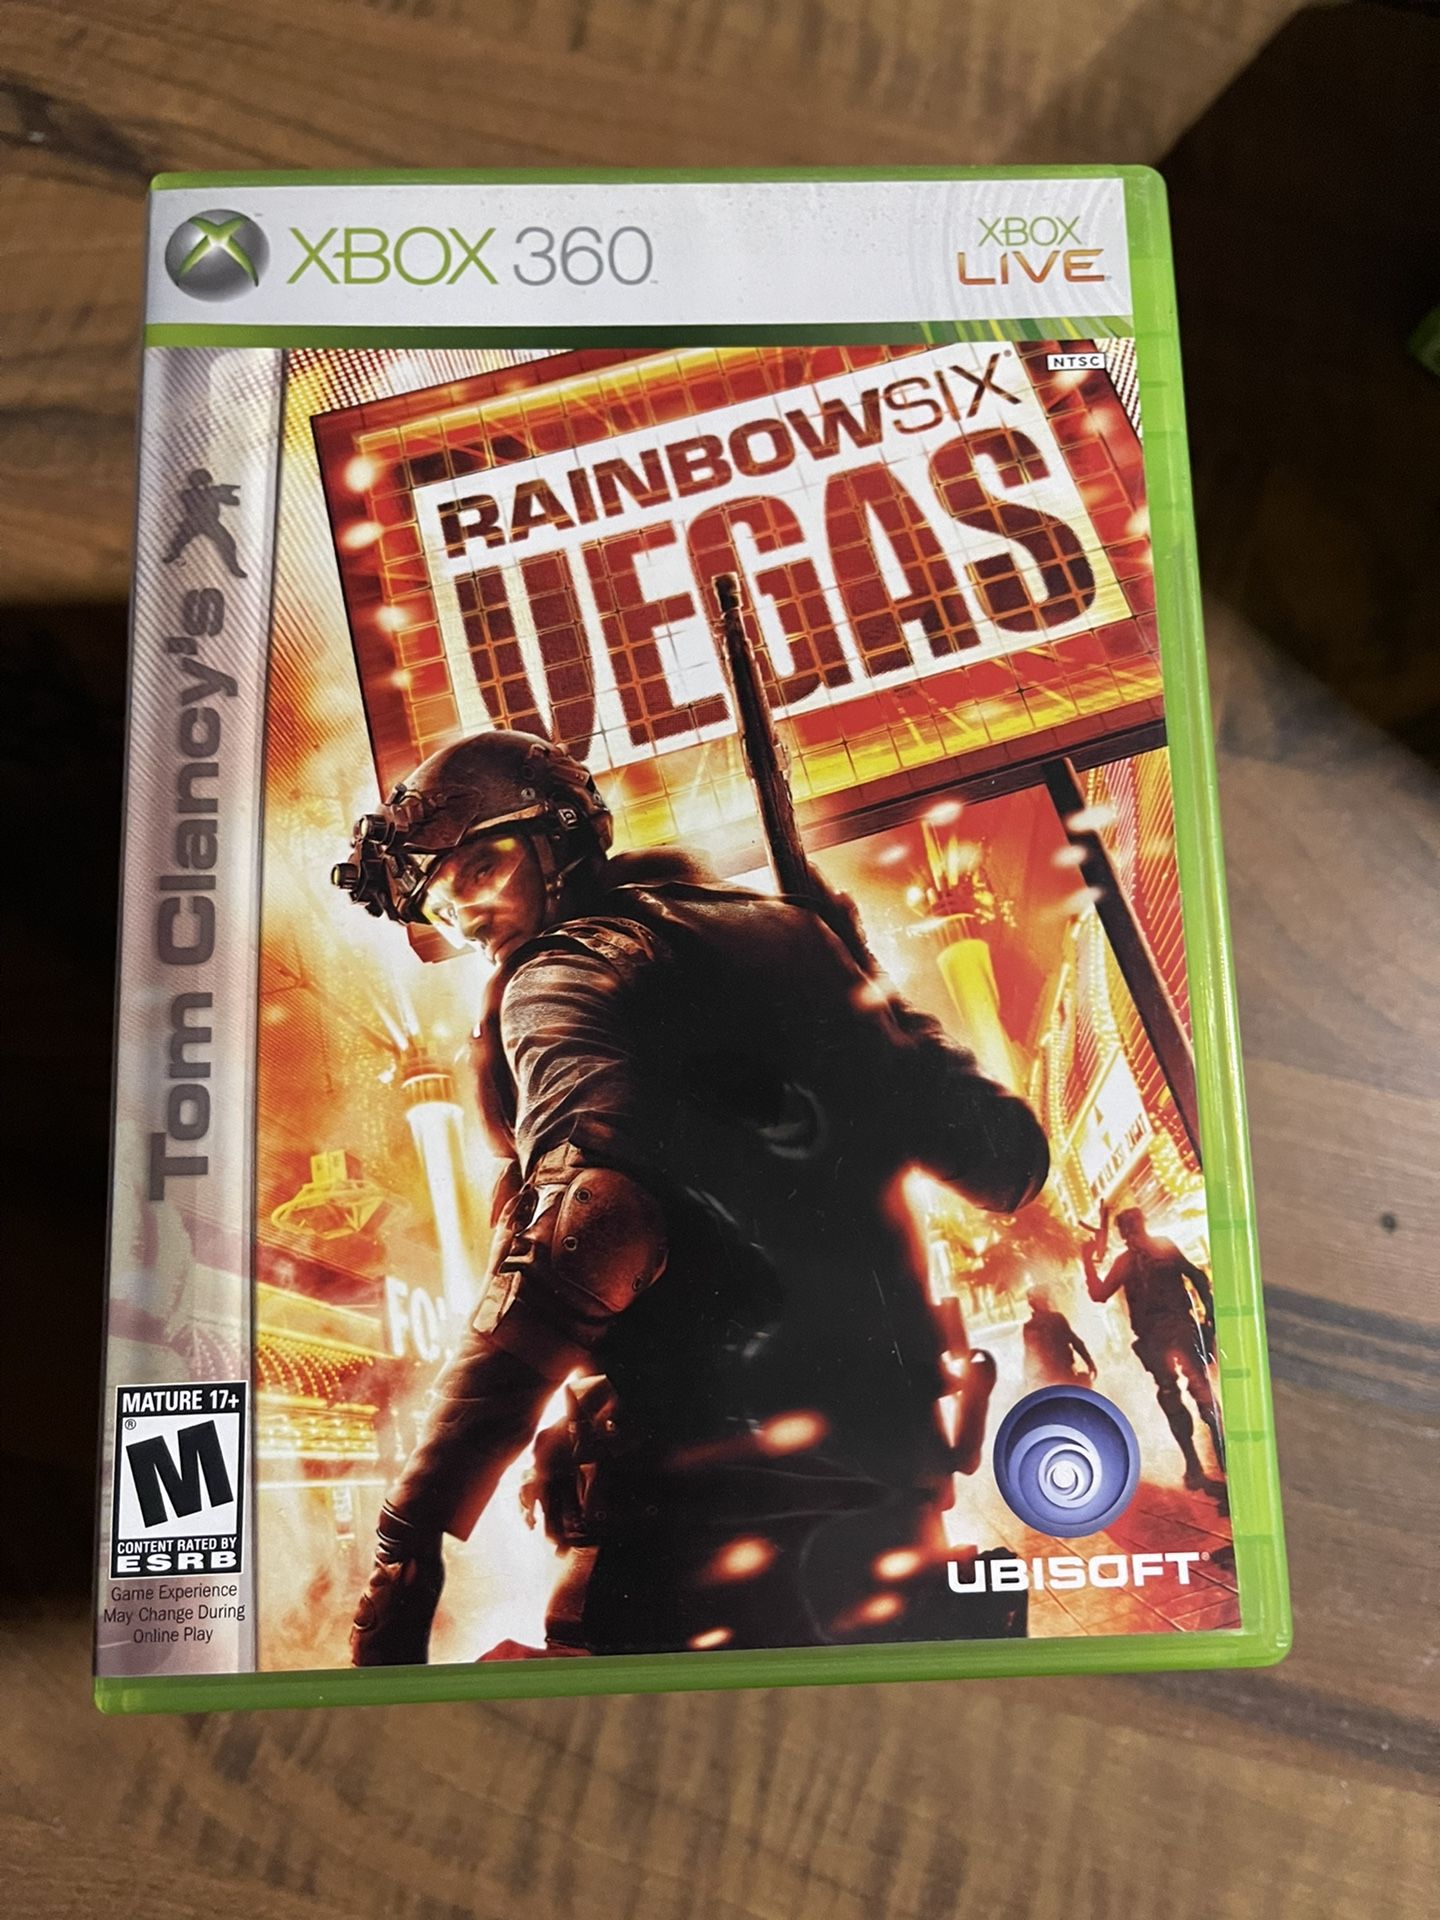 XBOX 360
XBOX
LIVE
NTSC
RAINBOWSIX
VEGAS
Tom Clancy's
MATURE 17+
M
CONTENT RATED BY
ESRB
Game Experience
May Change During
Online Play
UBISOFT